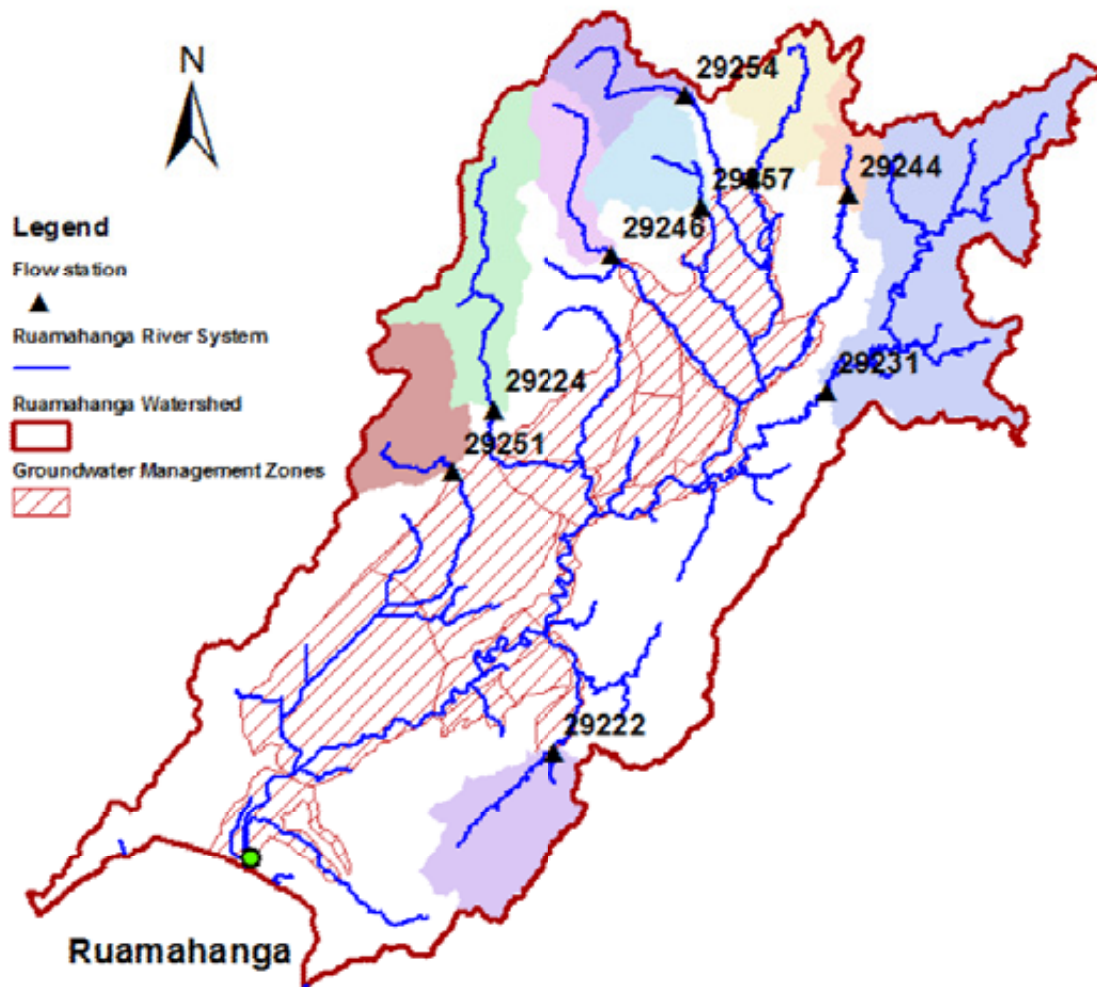 N
29254
29257
29244
29246
Legend
Flow station
Ruamahanga River System
29231
29224
Ruamahanga Watershed
29251
Groundwater Management Zones
29222
Ruamahanga